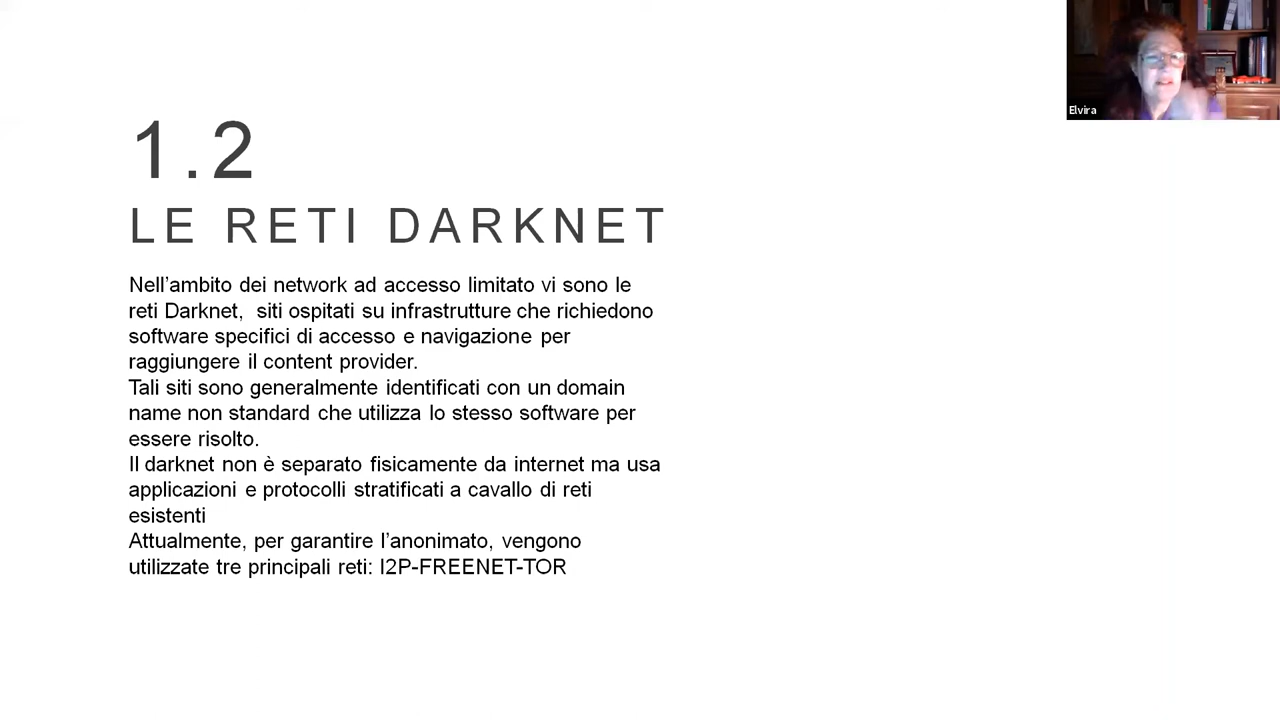 1.2
LE RETI DARKNET
Nell’ambito dei network ad accesso limitato vi sono le
reti Darknet,  siti ospitati su infrastrutture che richiedono
software specifici di accesso e navigazione per
raggiungere il content provider.
Tali siti sono generalmente identificati con un domain
name non standard che utilizza lo stesso software per
essere risolto.
Il darknet non è separato fisicamente da internet ma usa
applicazioni e protocolli stratificati a cavallo di reti
esistenti
Attualmente, per garantire l’anonimato, vengono
utilizzate tre principali reti: I2P-FREENET-TOR
Elvira